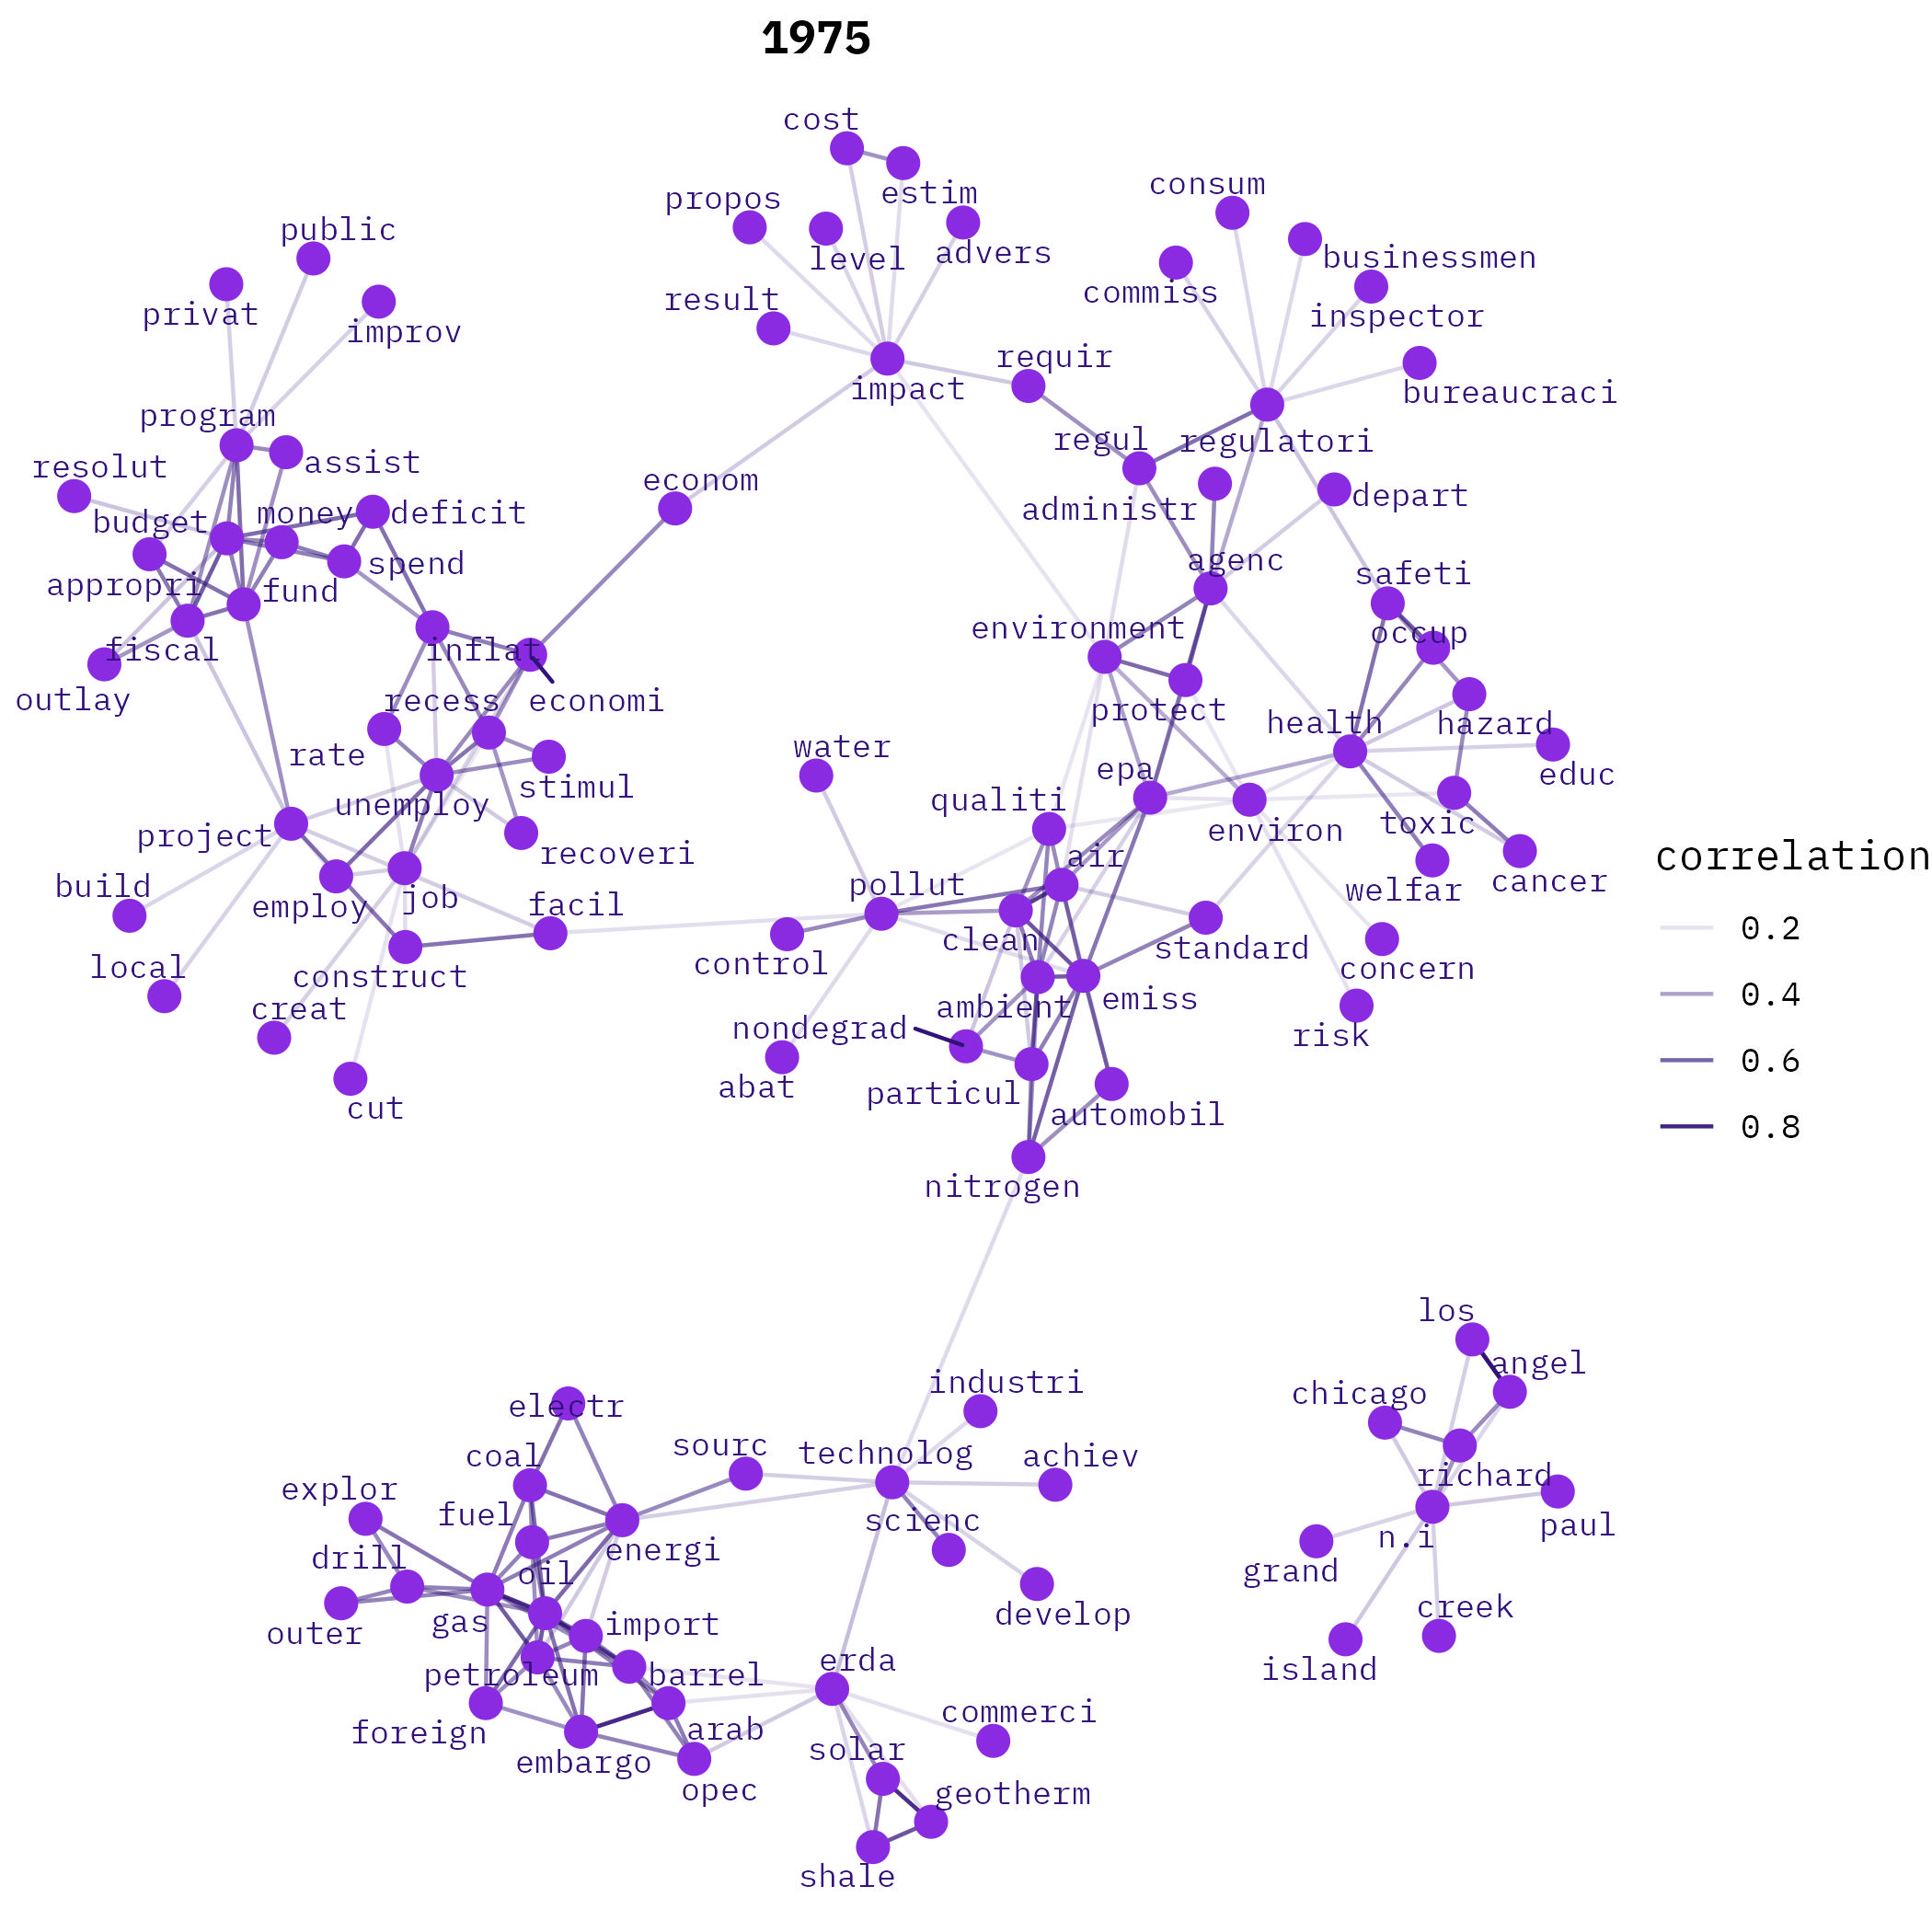 1975
cost
estim
propos
level
advers
result
impact
requir
consum
businessmen
commiss
inspector
bureaucraci
regul
regulatori
public
privat
improv
program
resolut
assist
budget
money
deficit
econom
administr
depart
appropri
fund
spend
agenc
safeti
fiscal
inflat
environment
occup
outlay
recess
economi
protect
health
hazard
rate
water
epa
educ
stimul
unemploy
qualiti
environ
toxic
project
recoveri
air
build
employ
job
facil
pollut
welfar
cancer
clean
standard
local
construct
control
concern
creat
ambient
emiss
nondegrad
risk
cut
abat
particul
automobil
nitrogen
correlation
0.2
0.4
0.6
0.8
los
angel
chicago
richard
n.i
paul
grand
creek
island
industri
electr
coal
sourc
technolog
achiev
explor
fuel
scienc
drill
oil
energi
outer
gas
import
develop
petroleum
barrel
erda
foreign
embargo
arab
commerci
opec
solar
geotherm
shale